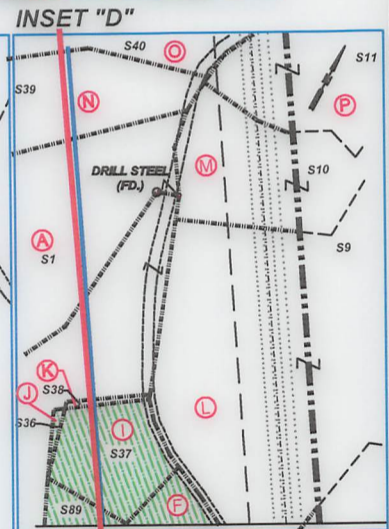 INSET "D"
S40
O
S11
S39
N
P
M
DRILL STEEL
(FD.)
S10
A
S1
S9
K
S38
J
S36
L
I
S37
S89
F